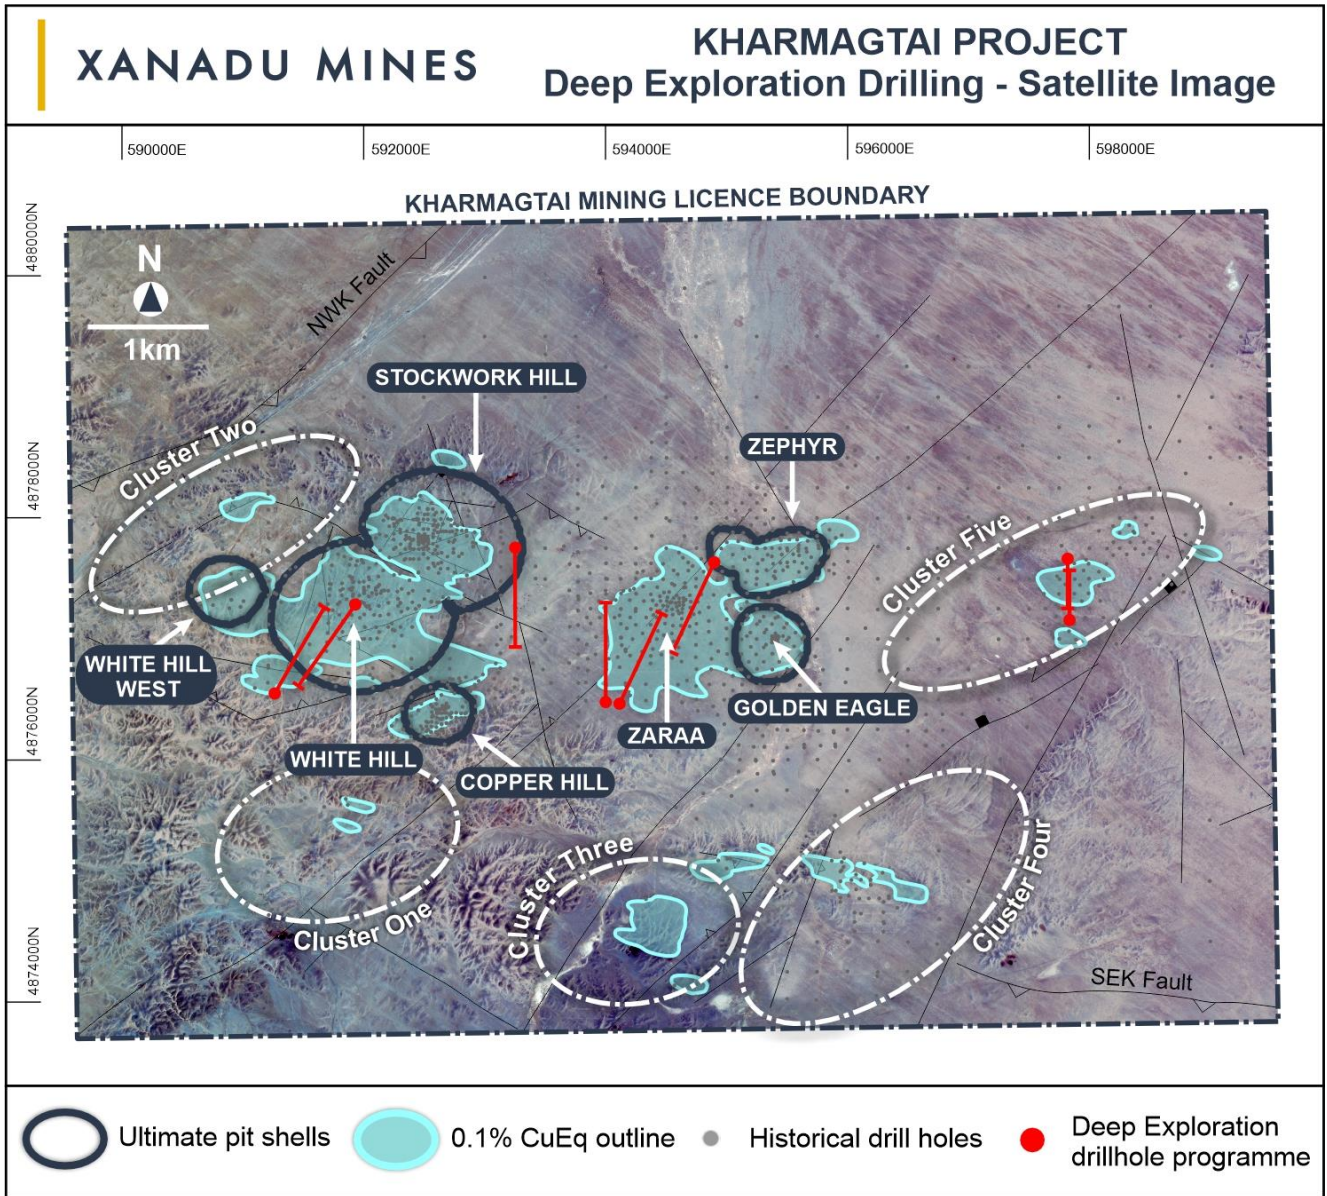 XANADU MINES
KHARMAGTAI PROJECT
Deep Exploration Drilling - Satellite Image
590000E
592000E
594000E
596000E
598000E
KHARMAGTAI MINING LICENCE BOUNDARY
4880000N
4878000N
4876000N
4874000N
N
1km
NWK Fault
STOCKWORK HILL
Cluster Two
ZEPHYR
Cluster Five
WHITE HILL
WEST
GOLDEN EAGLE
ZARAA
WHITE HILL
COPPER HILL
Cluster One
Cluster Three
Cluster Four
SEK Fault
Ultimate pit shells
0.1% CuEq outline
Historical drill holes
Deep Exploration
drillhole programme